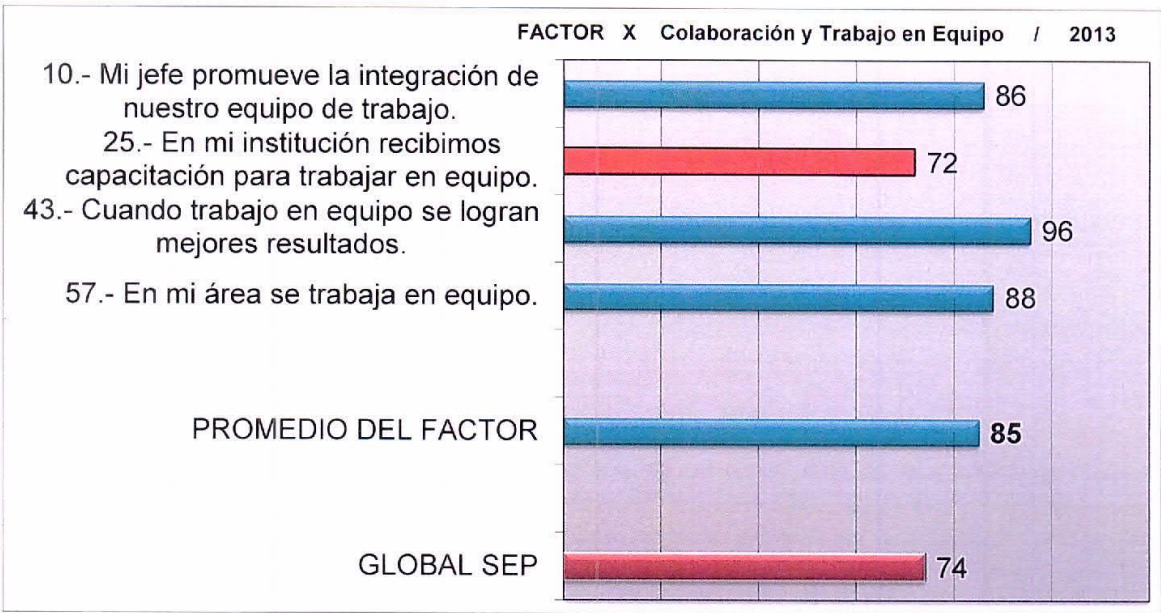 FACTOR X Colaboración y Trabajo en Equipo / 2013
10.- Mi jefe promueve la integración de
nuestro equipo de trabajo.
86
25.- En mi institución recibimos
capacitación para trabajar en equipo.
72
43.- Cuando trabajo en equipo se logran
mejores resultados.
96
57.- En mi área se trabaja en equipo.
88
PROMEDIO DEL FACTOR
85
GLOBAL SEP
74